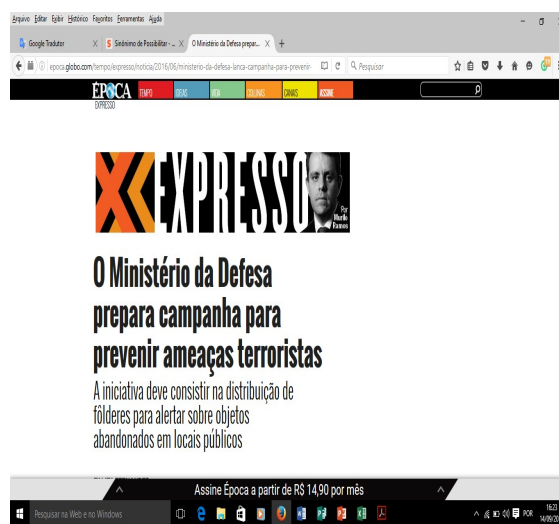 Arquivo Editar Exibir Histórico Favoritos Ferramentas Ajuda
Google Tradutor
Sinônimo de Possibilitar - ...
O Ministério da Defesa prepar...
epoca.globo.com/tempo/expresso/noticia/2016/06/ministerio-da-defesa-lanca-campanha-para-prevenir-
Pesquisar
ÉPOCA TEMPO IDEIAS VIDA COLUNAS CANAIS ASSINE
EXPRESSO
EXPRESSO
Por
Murilo
Ramos
O Ministério da Defesa
prepara campanha para
prevenir ameaças terroristas
A iniciativa deve consistir na distribuição de
fôlderes para alertar sobre objetos
abandonados em locais públicos
Assine Época a partir de R$ 14,90 por mês
Pesquisar na Web e no Windows
POR